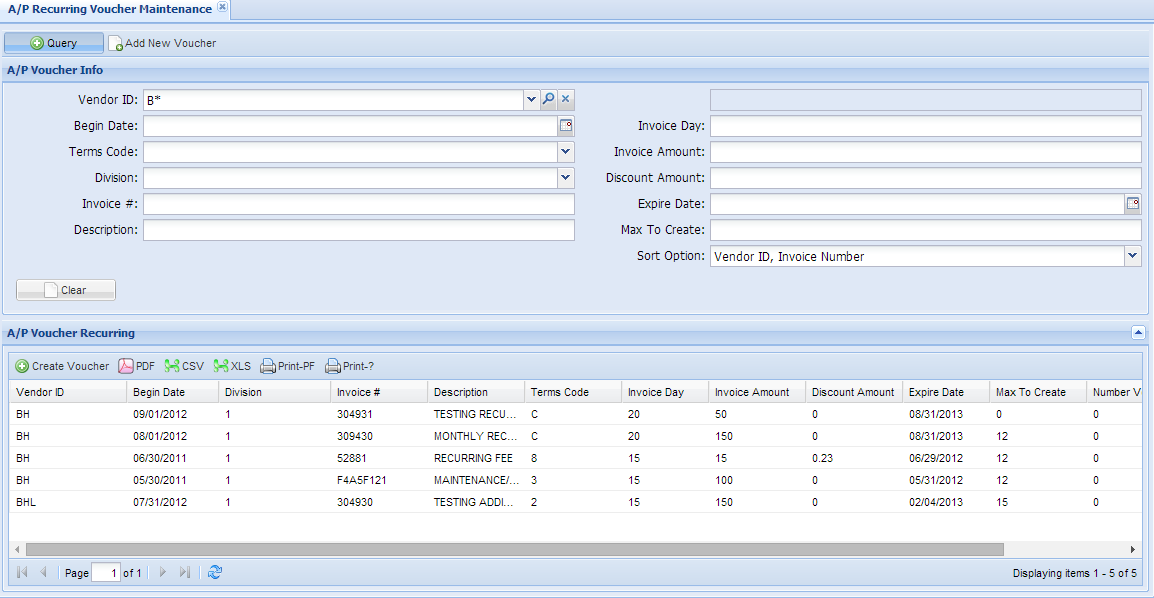 A/P Recurring Voucher Maintenance
Query Add New Voucher
A/P Voucher Info
Vendor ID: B*
Begin Date: Invoice Day:
Terms Code: Invoice Amount:
Division: Discount Amount:
Invoice #: Expire Date:
Description: Max To Create:
Sort Option: Vendor ID, Invoice Number
Clear
A/P Voucher Recurring
Create Voucher PDF CSV XLS Print-PF Print-?
Vendor ID Begin Date Division Invoice # Description Terms Code Invoice Day Invoice Amount Discount Amount Expire Date Max To Create Number V
BH 09/01/2012 1 304931 TESTING RECU... C 20 50 0 08/31/2013 0 0
BH 08/01/2012 1 309430 MONTHLY REC... C 20 150 0 08/31/2013 12 0
BH 06/30/2011 1 52881 RECURRING FEE 8 15 15 0.23 06/29/2012 12 0
BH 05/30/2011 1 F4A5F121 MAINTENANCE/... 3 15 100 0 05/31/2012 12 0
BHL 07/31/2012 1 304930 TESTING ADDI... 2 15 150 0 02/04/2013 15 0
Page 1 of 1 Displaying items 1 - 5 of 5